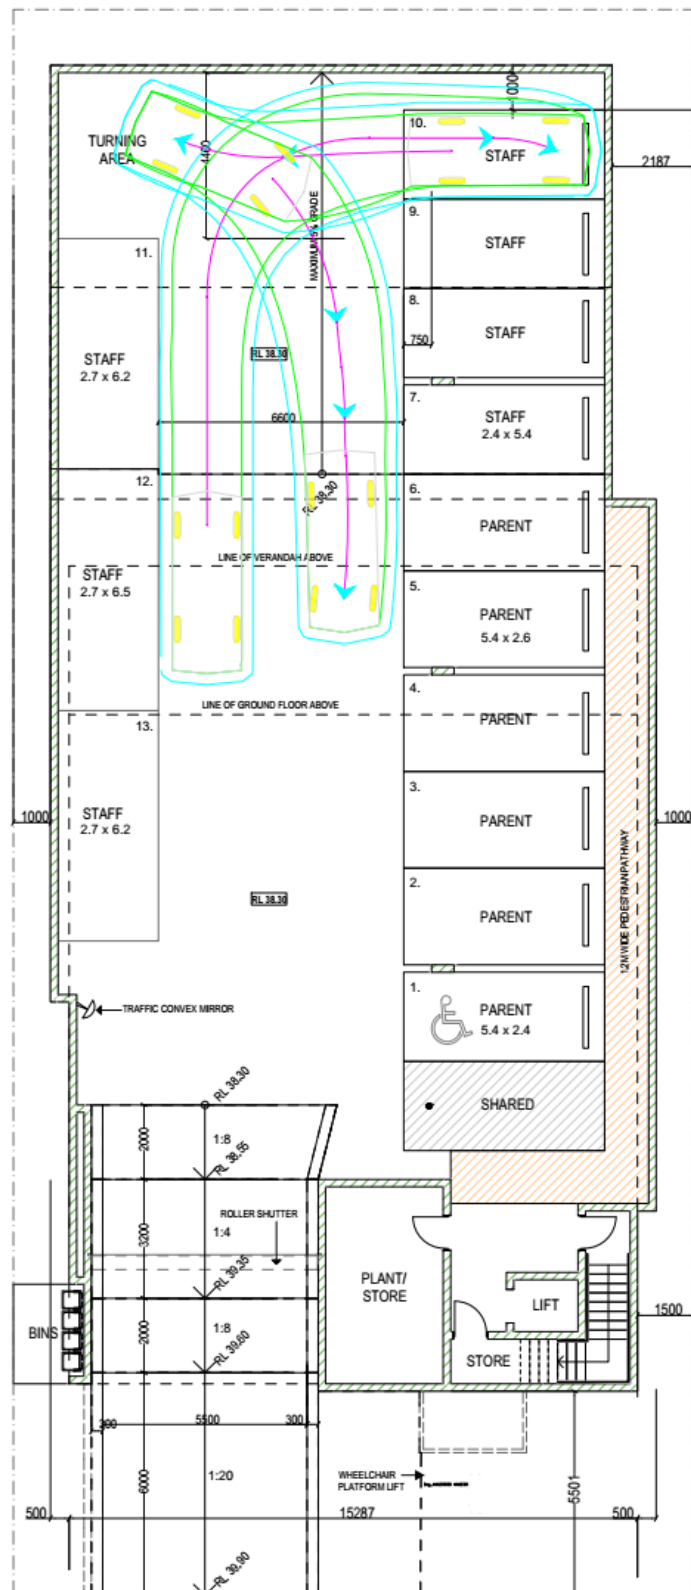 1000
10.
TURNING
AREA
4400
STAFF
2187
9.
MAXIMUM 5% GRADE
STAFF
11.
8.
STAFF
750
RL 38.30
STAFF
2.7 x 6.2
7.
STAFF
2.4 x 5.4
6600
12.
6.
RL 38.30
PARENT
LINE OF VERANDAH ABOVE
STAFF
2.7 x 6.5
5.
PARENT
5.4 x 2.6
4.
LINE OF GROUND FLOOR ABOVE
PARENT
13.
3.
STAFF
2.7 x 6.2
1000
PARENT
1000
1.2M WIDE PEDESTRIAN PATHWAY
2.
RL 38.30
PARENT
1.
TRAFFIC CONVEX MIRROR
PARENT
5.4 x 2.4
RL 38.30
SHARED
2000
1:8
RL 38.55
ROLLER SHUTTER
3200
1:4
RL 39.35
PLANT/
STORE
LIFT
2000
1:8
BINS
RL 39.60
STORE
1500
300
5500
300
6000
1:20
WHEELCHAIR
PLATFORM LIFT
5501
500
15287
500
RL 39.90